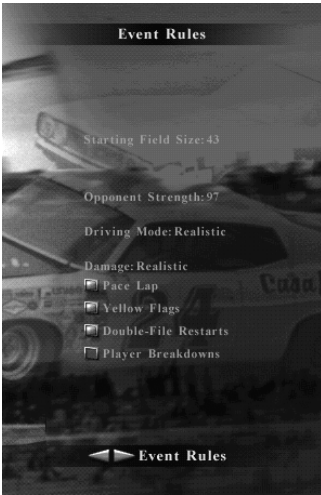 Event Rules
Starting Field Size: 43
Opponent Strength: 97
Driving Mode: Realistic
Damage: Realistic
Pace Lap
Yellow Flags
Double-File Restarts
Player Breakdowns
Event Rules